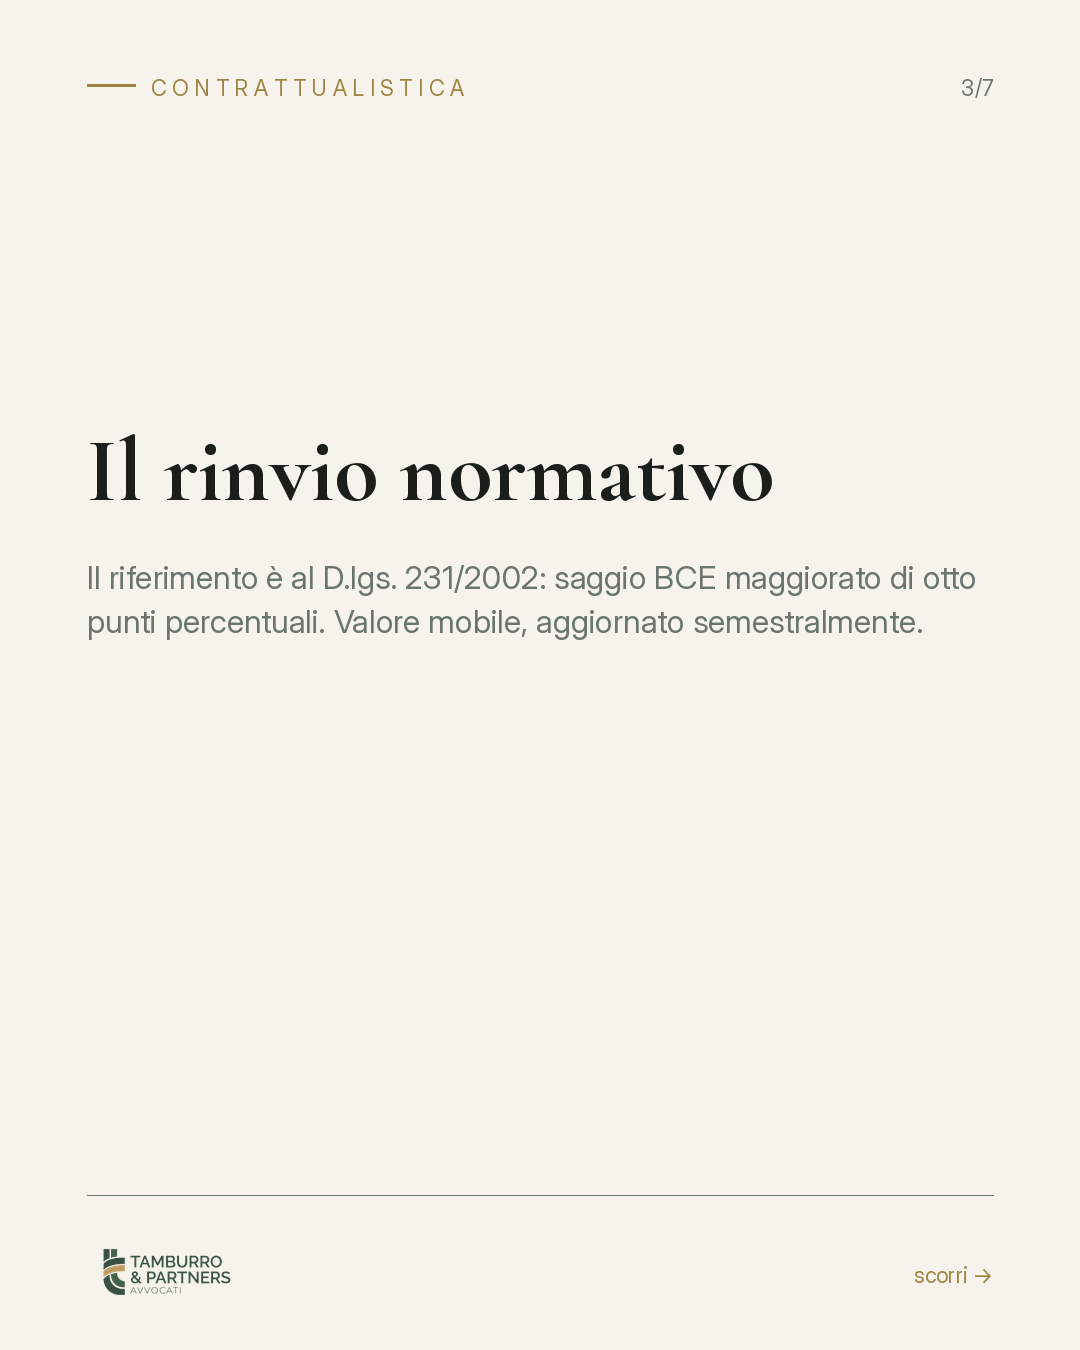 CONTRATTUALISTICA
3/7
Il rinvio normativo
Il riferimento è al D.lgs. 231/2002: saggio BCE maggiorato di otto
punti percentuali. Valore mobile, aggiornato semestralmente.
TAMBURRO
& PARTNERS
AVVOCATI
scorri →